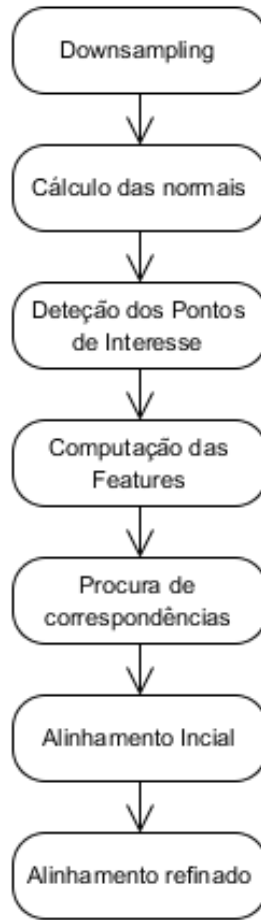 Downsampling
Cálculo das normais
Deteção dos Pontos
de Interesse
Computação das
Features
Procura de
correspondências
Alinhamento Incial
Alinhamento refinado